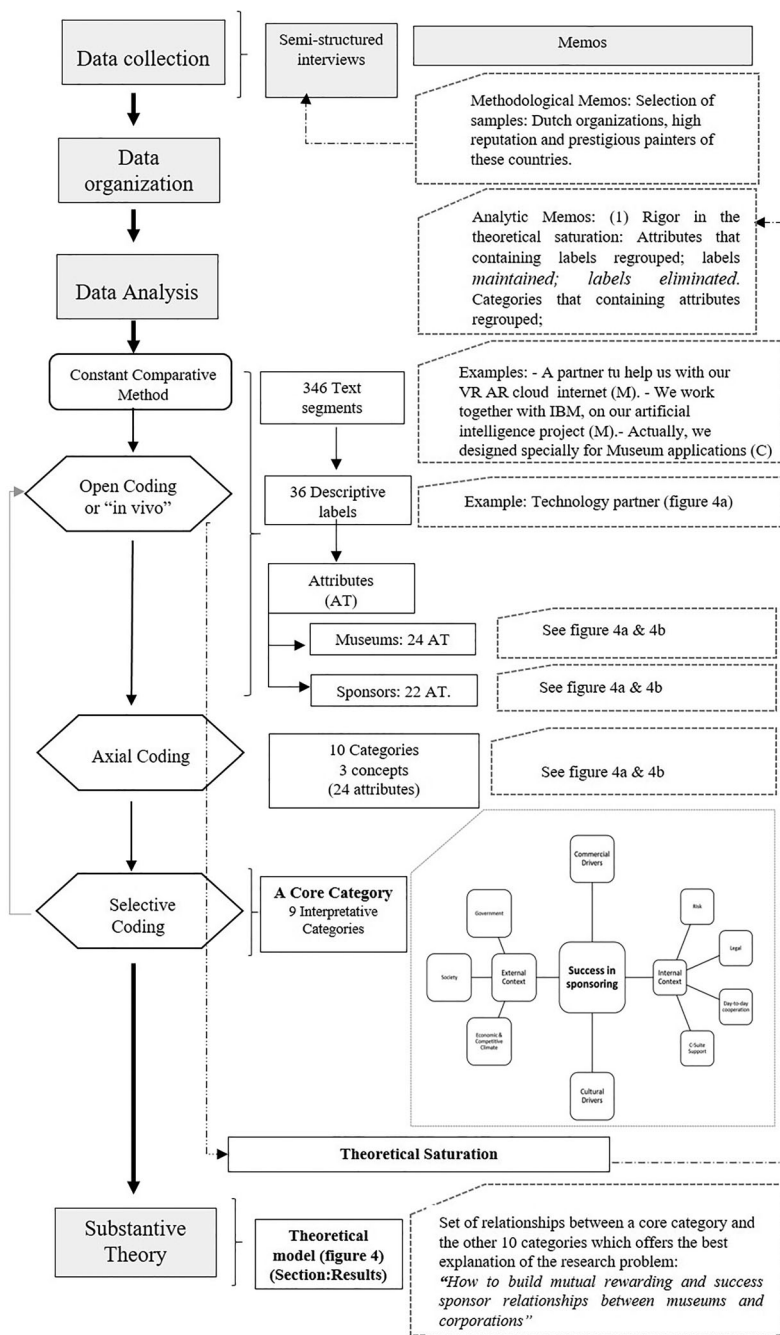 Data collection
Semi-structured
interviews
Memos
Methodological Memos: Selection of
samples: Dutch organizations, high
reputation and prestigious painters of
these countries.
Data
organization
Analytic Memos: (1) Rigor in the
theoretical saturation: Attributes that
containing labels regrouped; labels
maintained; labels eliminated.
Categories that containing attributes
regrouped;
Data Analysis
Constant Comparative
Method
346 Text
segments
Examples: - A partner tu help us with our
VR AR cloud internet (M). - We work
together with IBM, on our artificial
intelligence project (M).- Actually, we
designed specially for Museum applications (C)
Open Coding
or “in vivo”
36 Descriptive
labels
Example: Technology partner (figure 4a)
Attributes
(AT)
Museums: 24 AT
See figure 4a & 4b
Sponsors: 22 AT.
See figure 4a & 4b
Axial Coding
10 Categories
3 concepts
(24 attributes)
See figure 4a & 4b
Selective
Coding
A Core Category
9 Interpretative
Categories
Commercial
Drivers
Government
Risk
Society
External
Context
Success in
sponsoring
Internal
Context
Legal
Day-to-day
cooperation
Economic &
Competitive
Climate
C-Suite
Support
Cultural
Drivers
Theoretical Saturation
Substantive
Theory
Theoretical
model (figure 4)
(Section:Results)
Set of relationships between a core category and
the other 10 categories which offers the best
explanation of the research problem:
“How to build mutual rewarding and success
sponsor relationships between museums and
corporations”